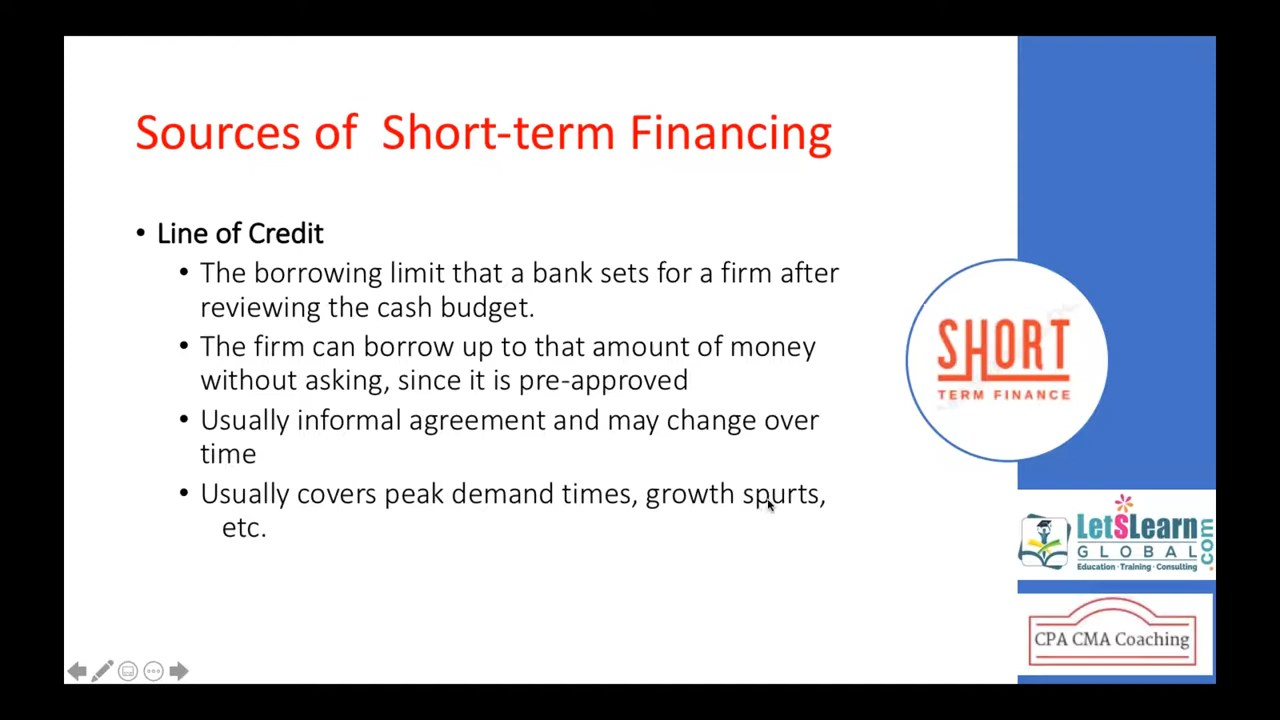 Sources of Short-term Financing
• Line of Credit
• The borrowing limit that a bank sets for a firm after
reviewing the cash budget.
• The firm can borrow up to that amount of money
without asking, since it is pre-approved
• Usually informal agreement and may change over
time
• Usually covers peak demand times, growth spurts,
etc.
SHORT
TERM FINANCE
LetSLearn
GLOBAL
.com
Education · Training · Consulting
CPA CMA Coaching